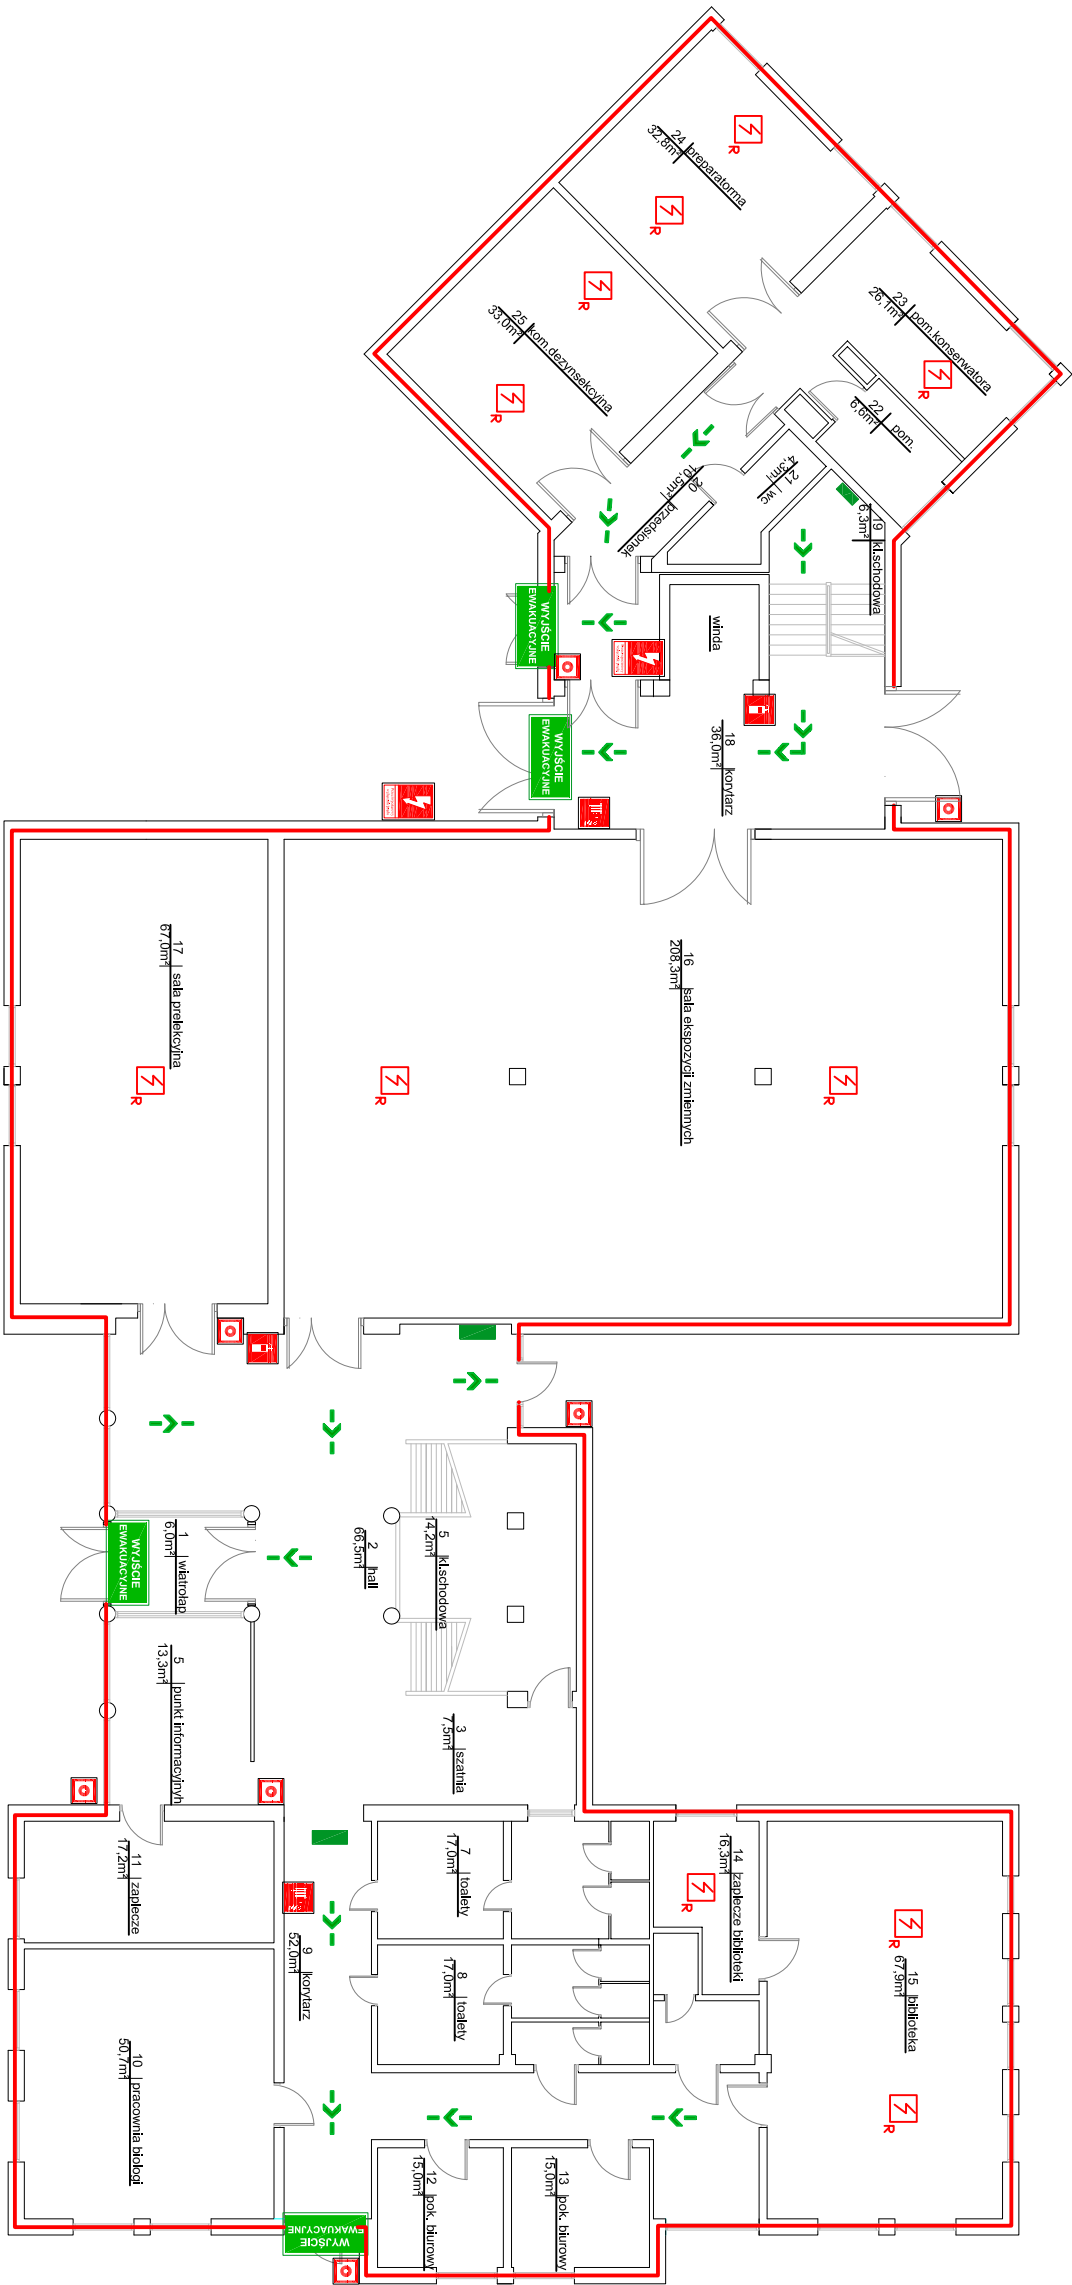 24 preparatornia
32,8m²
R
R
23 pom.konserwatora
26,1m²
R
25 kom.dezynsekcyjna
33,0m²
R
R
22 pom.
6,6m²
21 wc
4,3m²
20 przedsionek
10,5m²
19 kl.schodowa
6,3m²
winda
WYJŚCIE
EWAKUACYJNE
WYJŚCIE
EWAKUACYJNE
18 korytarz
36,0m²
17 sala prelekcyjna
67,0m²
R
16 sala ekspozycji zmiennych
208,3m²
R
R
1 wiatrołap
6,0m²
WYJŚCIE
EWAKUACYJNE
2 hall
66,5m²
5 kl.schodowa
14,2m²
5 punkt informacyjnyh
13,3m²
3 szatnia
7,5m²
11 zaplecze
17,2m²
7 toalety
17,0m²
14 zaplecze biblioteki
16,3m²
R
9 korytarz
52,0m²
8 toalety
17,0m²
15 biblioteka
67,9m²
R
R
10 pracownia biologi
50,7m²
12 pok. biurowy
15,0m²
13 pok. biurowy
15,0m²
WYJŚCIE
EWAKUACYJNE